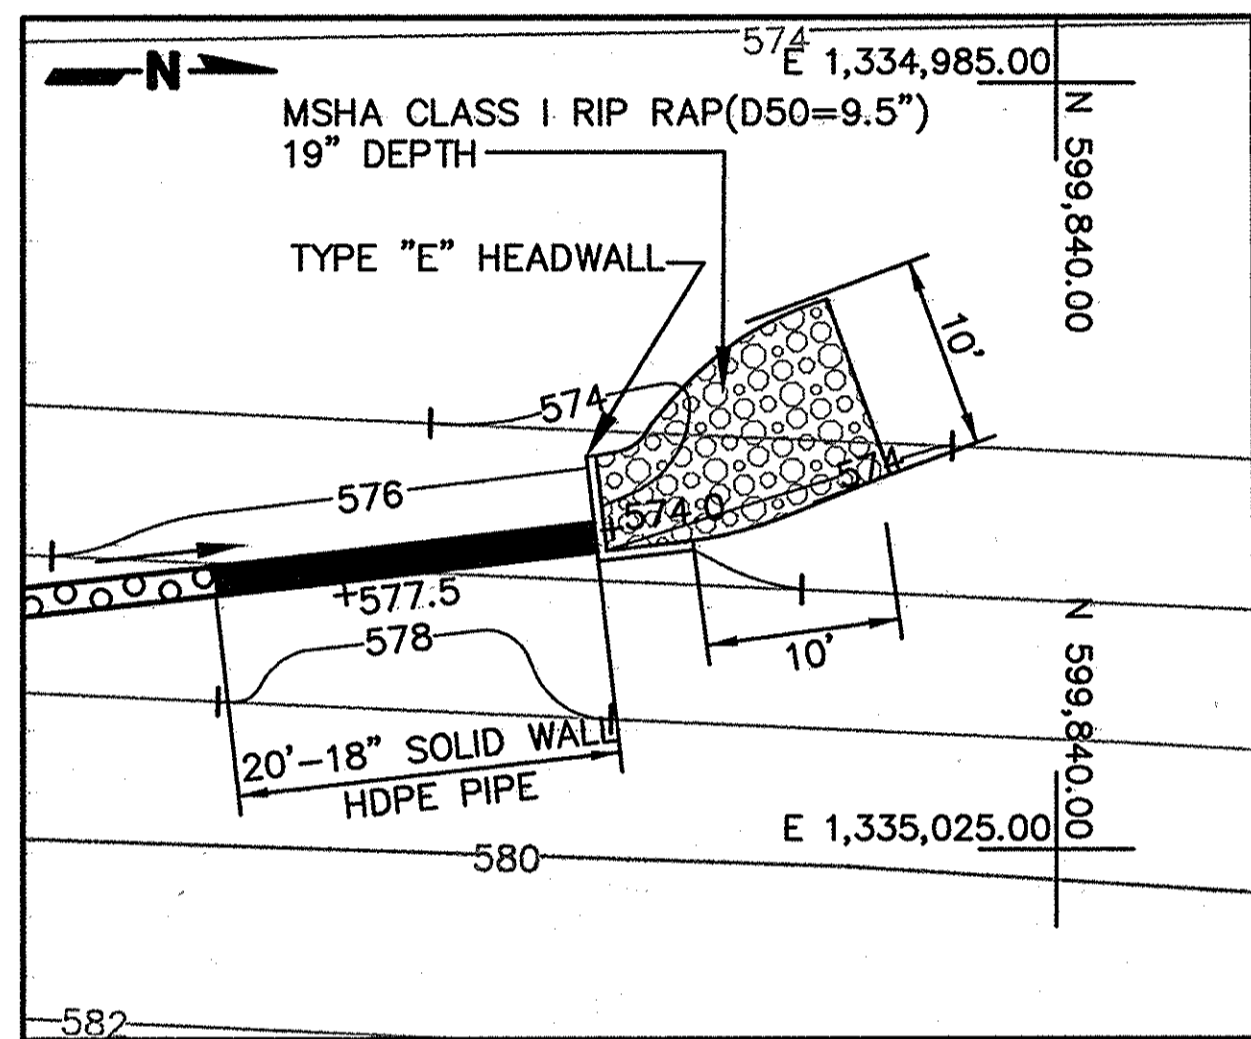 574
E 1,334,985.00
N
MSHA CLASS I RIP RAP(D50=9.5")
19" DEPTH
N 599,840.00
TYPE "E" HEADWALL
10'
574
574
576
+574.0
+577.5
578
10'
N 599,840.00
20'-18" SOLID WALL
HDPE PIPE
E 1,335,025.00
580
582